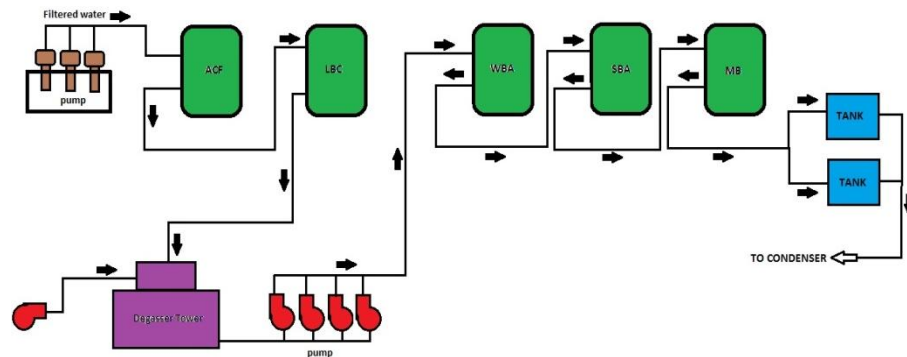 Filtered water
pump
ACF
LBC
WBA
SBA
MB
TANK
TANK
TO CONDENSER
Degasser Tower
pump